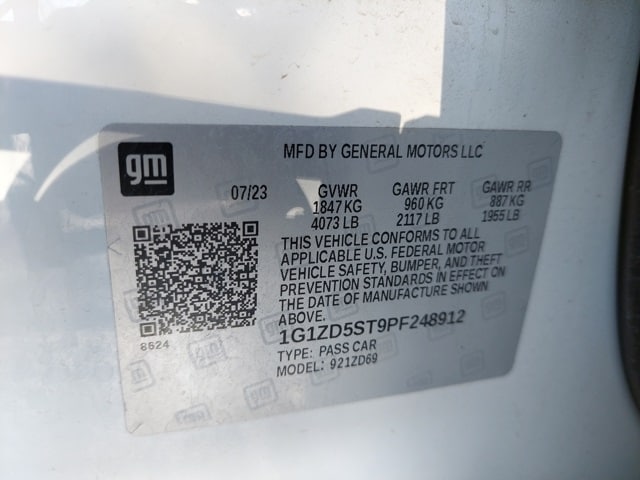 gm
MFD BY GENERAL MOTORS LLC
07/23 GVWR GAWR FRT GAWR RR
1847 KG 960 KG 887 KG
4073 LB 2117 LB 1955 LB
THIS VEHICLE CONFORMS TO ALL
APPLICABLE U.S. FEDERAL MOTOR
VEHICLE SAFETY, BUMPER, AND THEFT
PREVENTION STANDARDS IN EFFECT ON
THE DATE OF MANUFACTURE SHOWN
ABOVE.
1G1ZD5ST9PF248912
8624
TYPE: PASS CAR
MODEL: 921ZD69